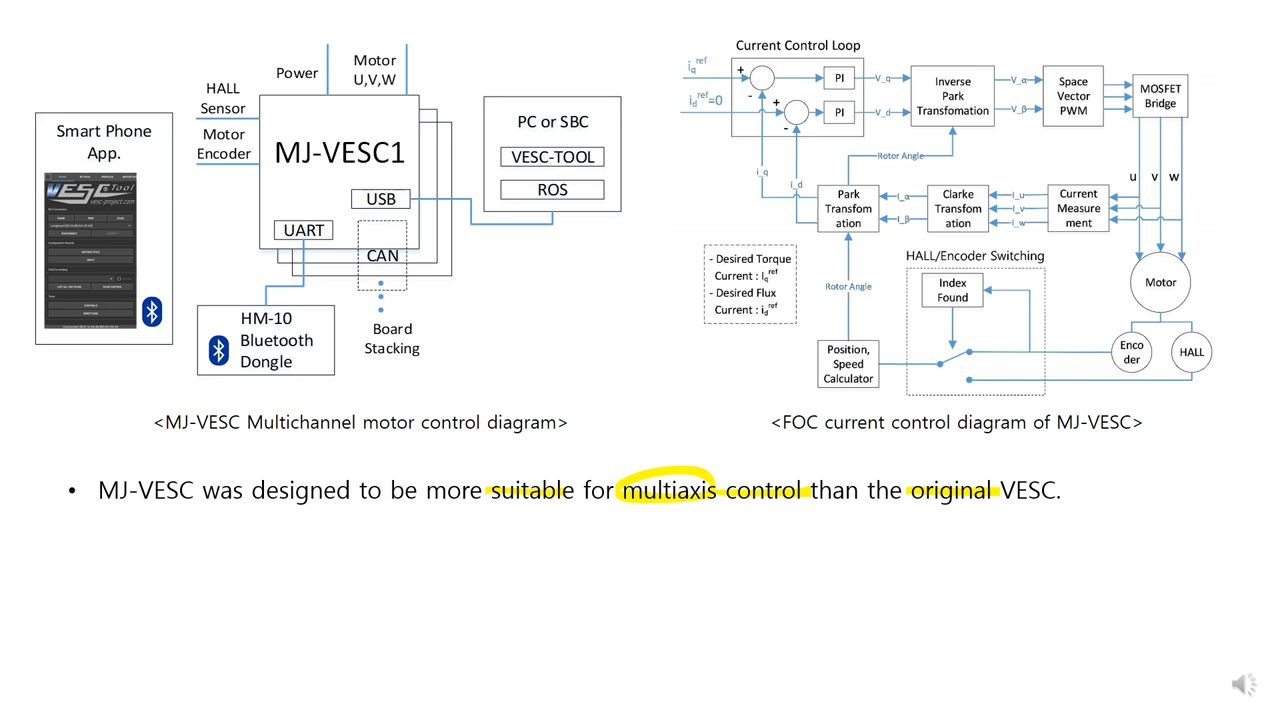 Power
Motor
U,V,W
HALL
Sensor
Motor
Encoder
MJ-VESC1
USB
UART
CAN
Board
Stacking
Smart Phone
App.
VESC Tool
vesc-project.com
HM-10
Bluetooth
Dongle
PC or SBC
VESC-TOOL
ROS
<MJ-VESC Multichannel motor control diagram>
Current Control Loop
i_q^ref
i_d^ref=0
+
-
+
-
PI
PI
V_q
V_d
Inverse
Park
Transfomation
V_α
V_β
Space
Vector
PWM
MOSFET
Bridge
Rotor Angle
i_q
i_d
Park
Transfom
ation
I_α
I_β
Clarke
Transfom
ation
I_u
I_v
I_w
Current
Measure
ment
u
v
w
- Desired Torque
Current : I_q^ref
- Desired Flux
Current : i_d^ref
Rotor Angle
HALL/Encoder Switching
Index
Found
Motor
Position,
Speed
Calculator
Enco
der
HALL
<FOC current control diagram of MJ-VESC>
• MJ-VESC was designed to be more suitable for multiaxis control than the original VESC.